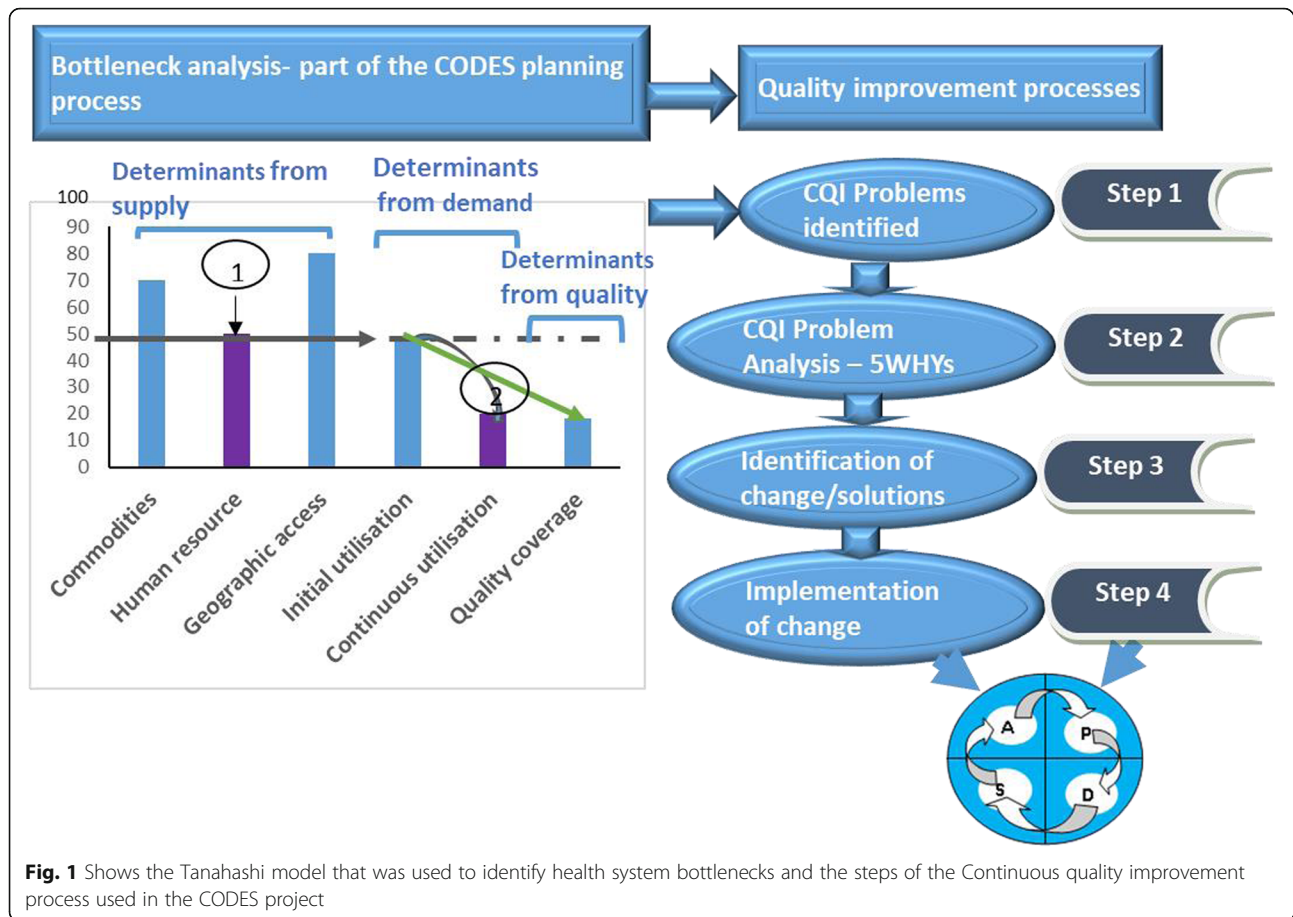 Bottleneck analysis- part of the CODES planning
process
Quality improvement processes
Determinants from
supply
Determinants
from demand
Determinants
from quality
100
90
80
70
60
50
40
30
20
10
0
1
2
Commodities
Human resource
Geographic access
Initial utilisation
Continuous utilisation
Quality coverage
CQI Problems
identified
Step 1
CQI Problem
Analysis – 5WHYs
Step 2
Identification of
change/solutions
Step 3
Implementation
of change
Step 4
A
P
S
D
Fig. 1 Shows the Tanahashi model that was used to identify health system bottlenecks and the steps of the Continuous quality improvement
process used in the CODES project